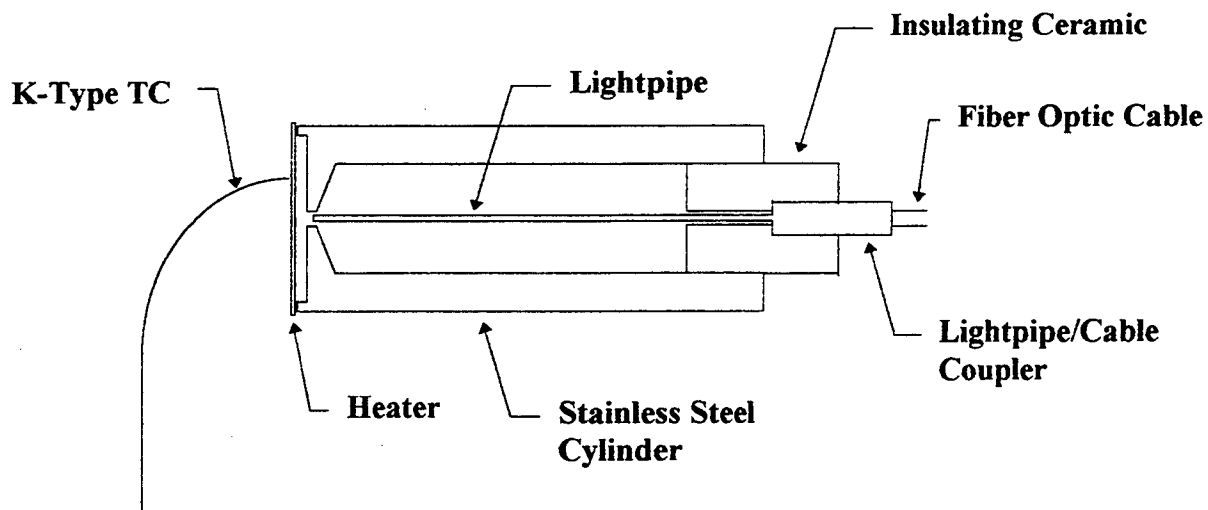 Insulating Ceramic
K-Type TC
Lightpipe
Fiber Optic Cable
Lightpipe/Cable
Coupler
Heater
Stainless Steel
Cylinder